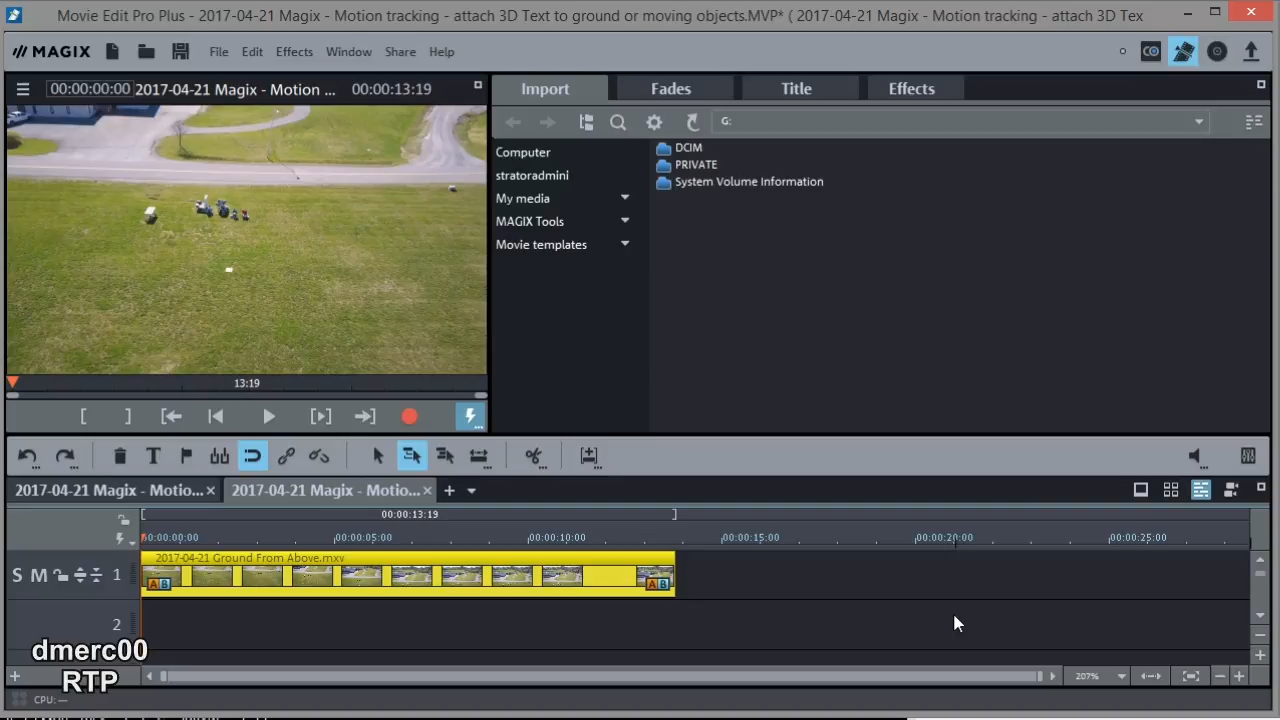 Movie Edit Pro Plus - 2017-04-21 Magix - Motion tracking - attach 3D Text to ground or moving objects.MVP* ( 2017-04-21 Magix - Motion tracking - attach 3D Tex
MAGIX File Edit Effects Window Share Help
00:00:00:00 2017-04-21 Magix - Motion ... 00:00:13:19
Import Fades Title Effects
G:
Computer
stratoradmini
My media
MAGIX Tools
Movie templates
DCIM
PRIVATE
System Volume Information
13:19
2017-04-21 Magix - Motio... × 2017-04-21 Magix - Motio... ×
00:00:13:19
00:00:00:00 00:00:05:00 00:00:10:00 00:00:15:00 00:00:20:00 00:00:25:00
2017-04-21 Ground From Above.mxv
S M 1
A B A B
2
dmerc00
RTP
207%
CPU: —